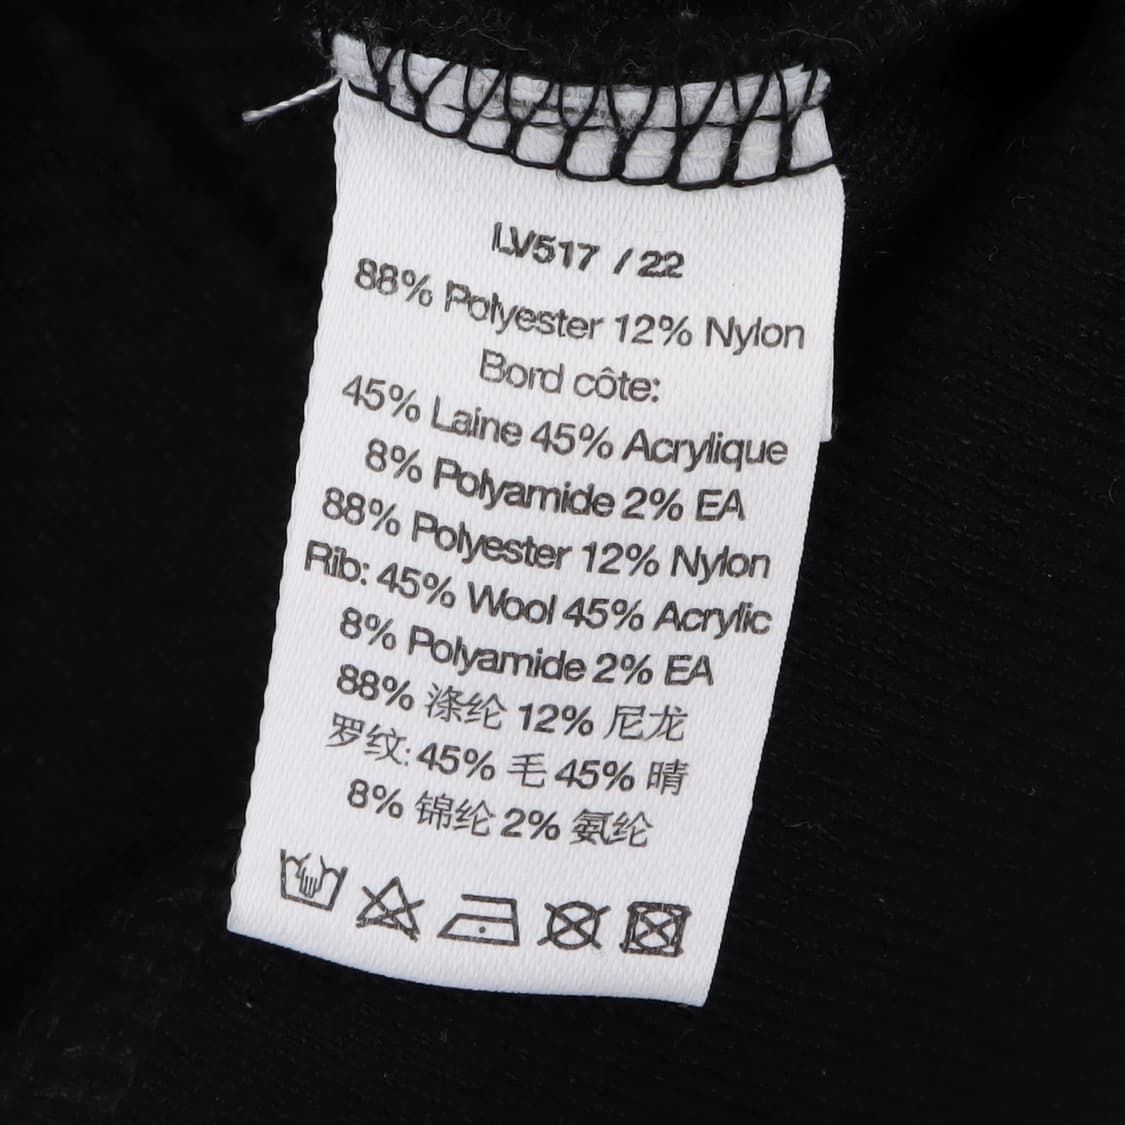 LV517 / 22
88% Polyester 12% Nylon
Bord côte:
45% Laine 45% Acrylique
8% Polyamide 2% EA
88% Polyester 12% Nylon
Rib: 45% Wool 45% Acrylic
8% Polyamide 2% EA
88% 涤纶 12% 尼龙
罗纹: 45% 毛 45% 晴
8% 锦纶 2% 氨纶